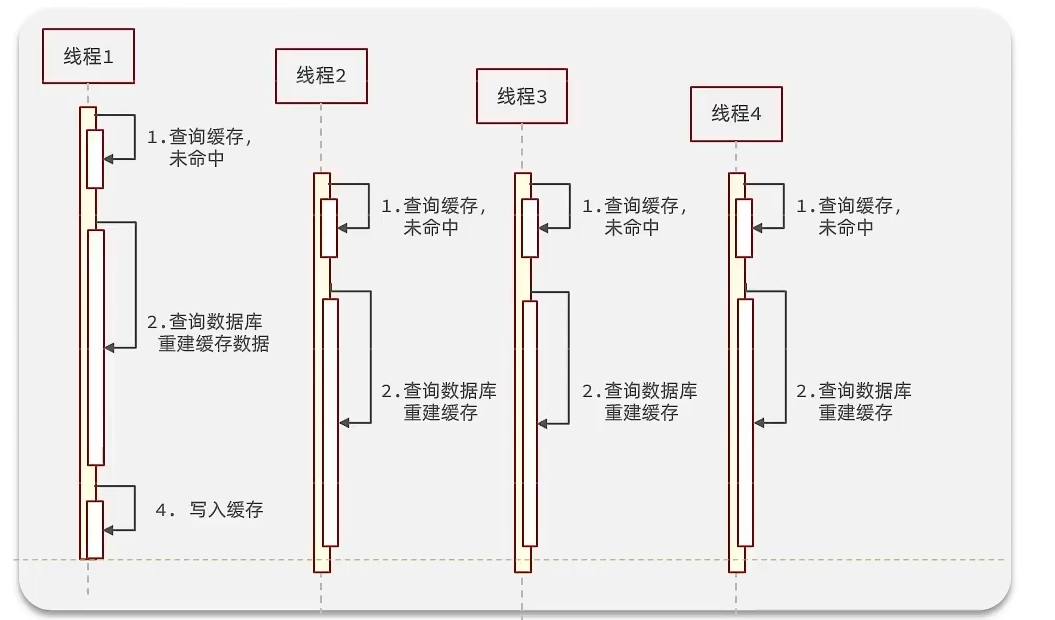 线程1
线程2
线程3
线程4
1.查询缓存,
未命中
1.查询缓存,
未命中
1.查询缓存,
未命中
1.查询缓存,
未命中
2.查询数据库
重建缓存数据
2.查询数据库
重建缓存
2.查询数据库
重建缓存
2.查询数据库
重建缓存
4. 写入缓存